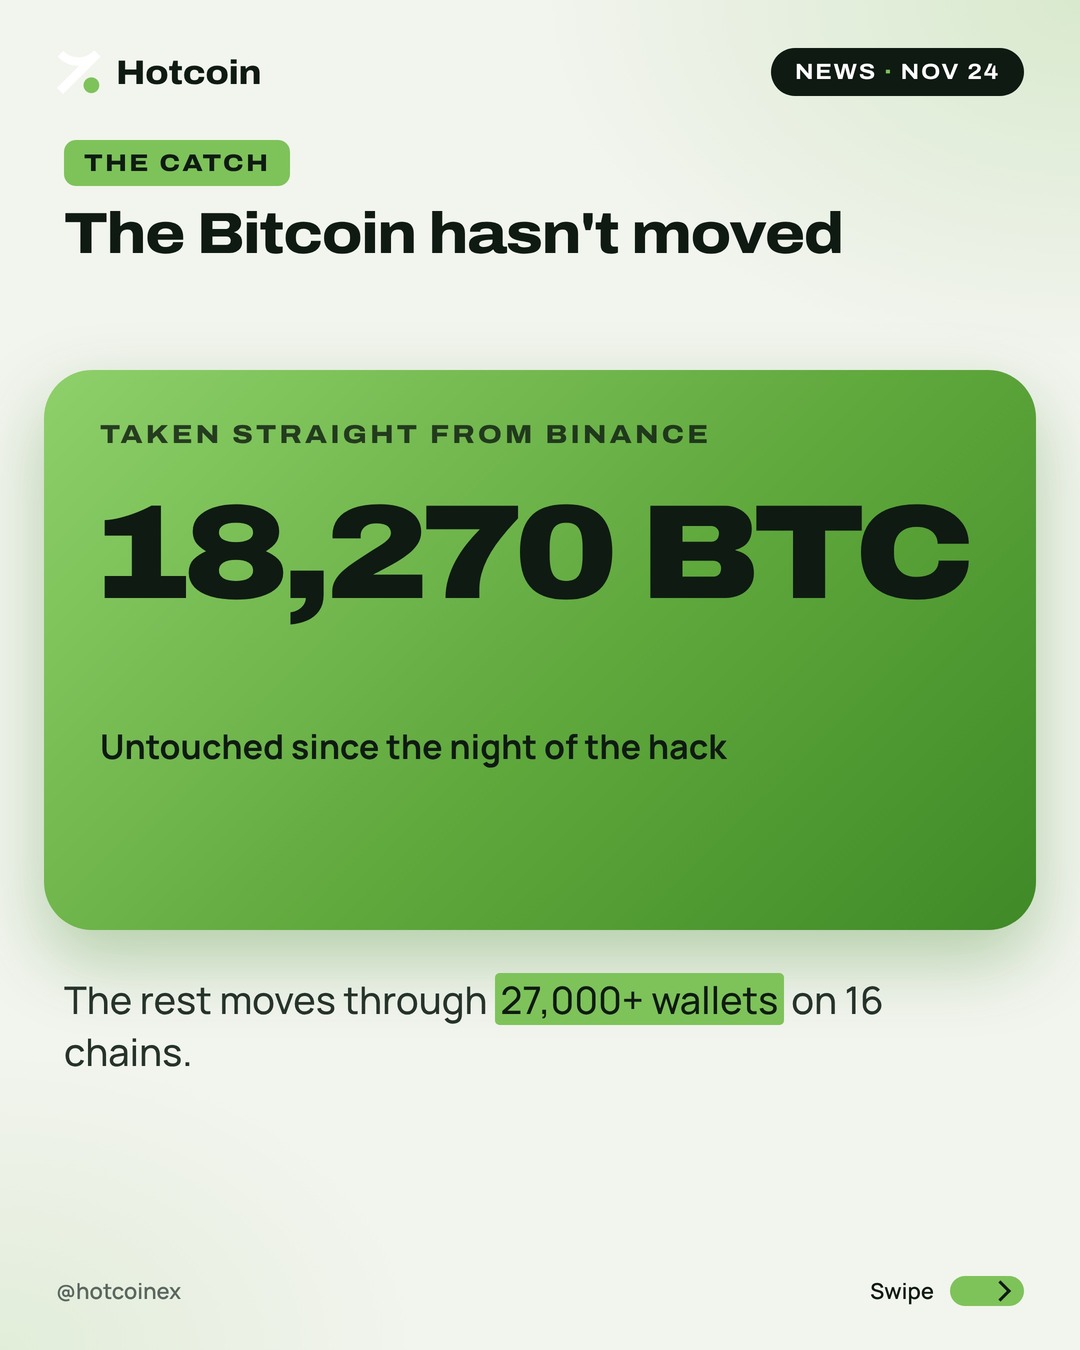 Hotcoin
NEWS · NOV 24
THE CATCH
The Bitcoin hasn't moved
TAKEN STRAIGHT FROM BINANCE
18,270 BTC
Untouched since the night of the hack
The rest moves through 27,000+ wallets on 16
chains.
@hotcoinex
Swipe